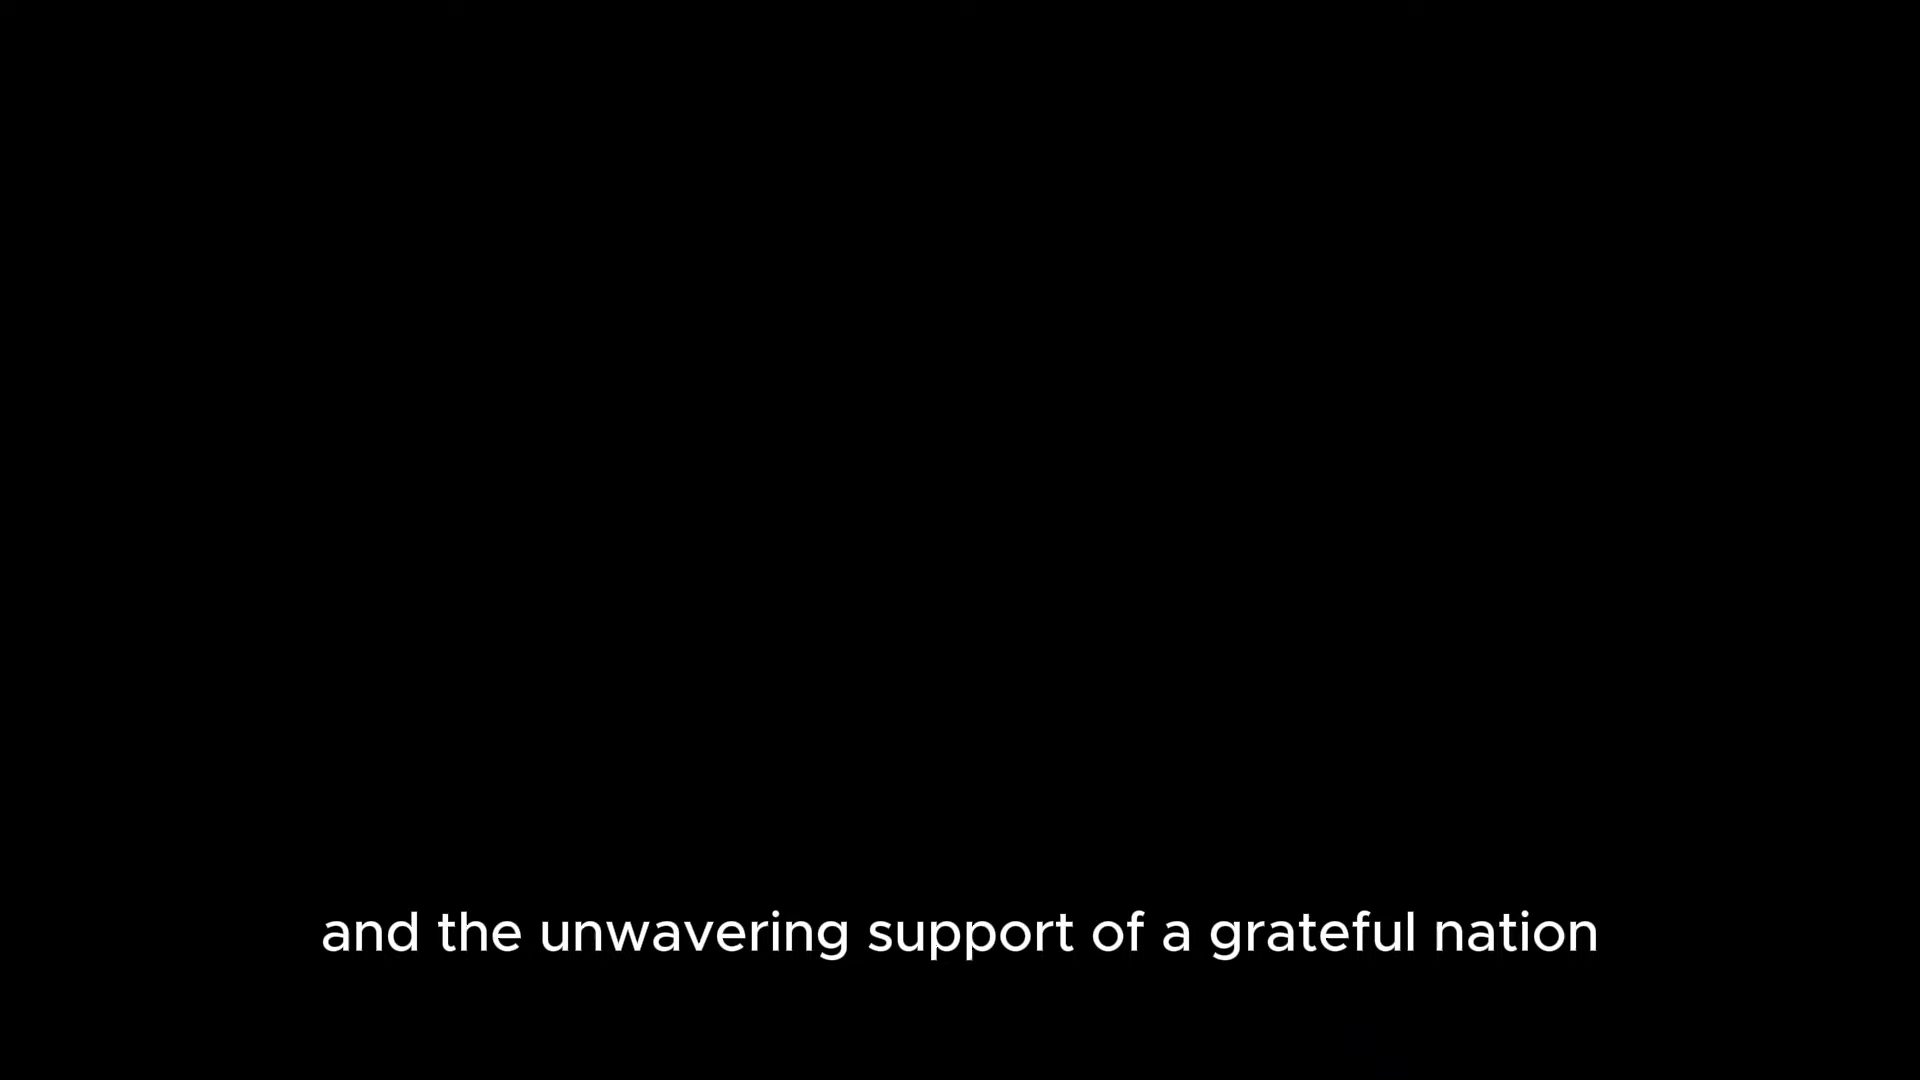 and the unwavering support of a grateful nation